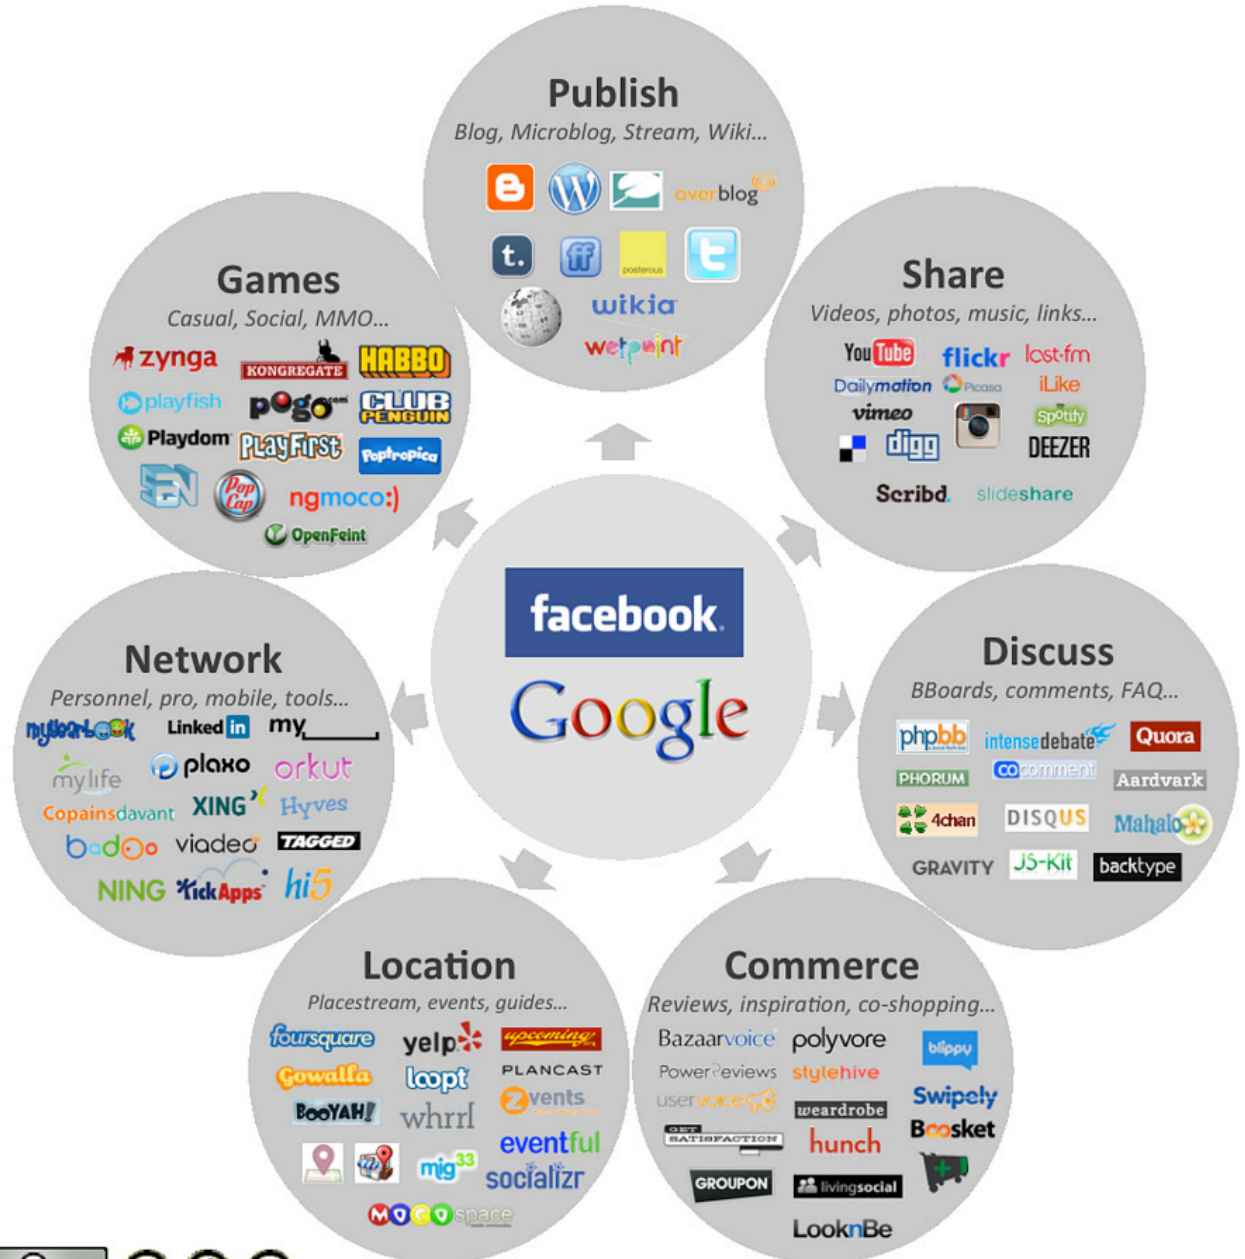 Publish
Blog, Microblog, Stream, Wiki...
overblog
t.
ff
posterous
t
wikia
wetpaint
Games
Casual, Social, MMO...
zynga
KONGREGATE
HABBO
playfish
pogo.com
CLUB PENGUIN
Playdom
PLAYFIRST
Poptropica
SEN
Pop Cap
ngmoco:)
OpenFeint
Share
Videos, photos, music, links...
YouTube
flickr
last.fm
Dailymotion
Picasa
iLike
vimeo
Spotify
digg
DEEZER
Scribd.
slideshare
facebook.
Google
Network
Personnel, pro, mobile, tools...
myYearbook
Linked in
my
mylife
plaxo
orkut
Copainsdavant
XING
Hyves
badoo
viadeo
TAGGED
NING
KickApps
hi5
Discuss
BBoards, comments, FAQ...
phpbb
intensedebate
Quora
PHORUM
cocomment
Aardvark
4chan
DISQUS
Mahalo
GRAVITY
JS-Kit
backtype
Location
Placestream, events, guides...
foursquare
yelp
upcoming
Gowalla
loopt
PLANCAST
BooYAH!
whrrl
zvents
eventful
mig33
socializr
MOCOspace
Commerce
Reviews, inspiration, co-shopping...
Bazaarvoice
polyvore
blippy
PowerReviews
stylehive
uservoice
weardrobe
Swipely
GET SATISFACTION
hunch
Boosket
GROUPON
livingsocial
LooknBe